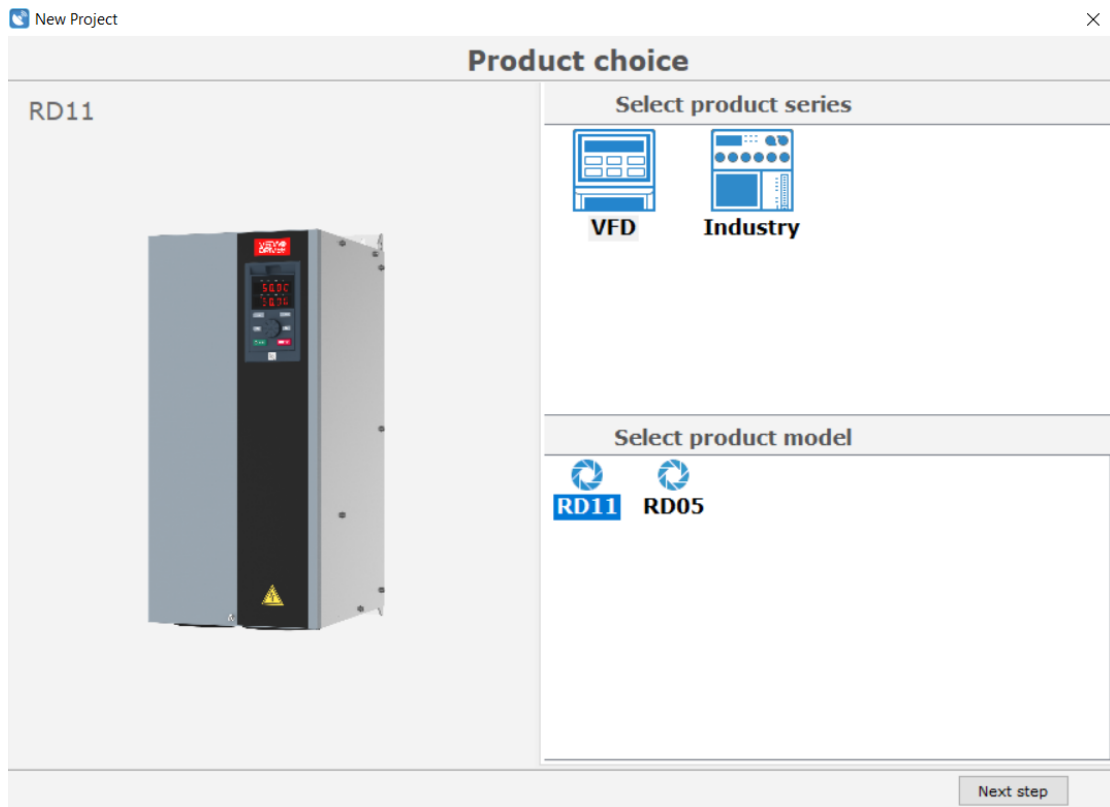 New Project
Product choice
RD11
Select product series
VFD
Industry
Select product model
RD11
RD05
Next step